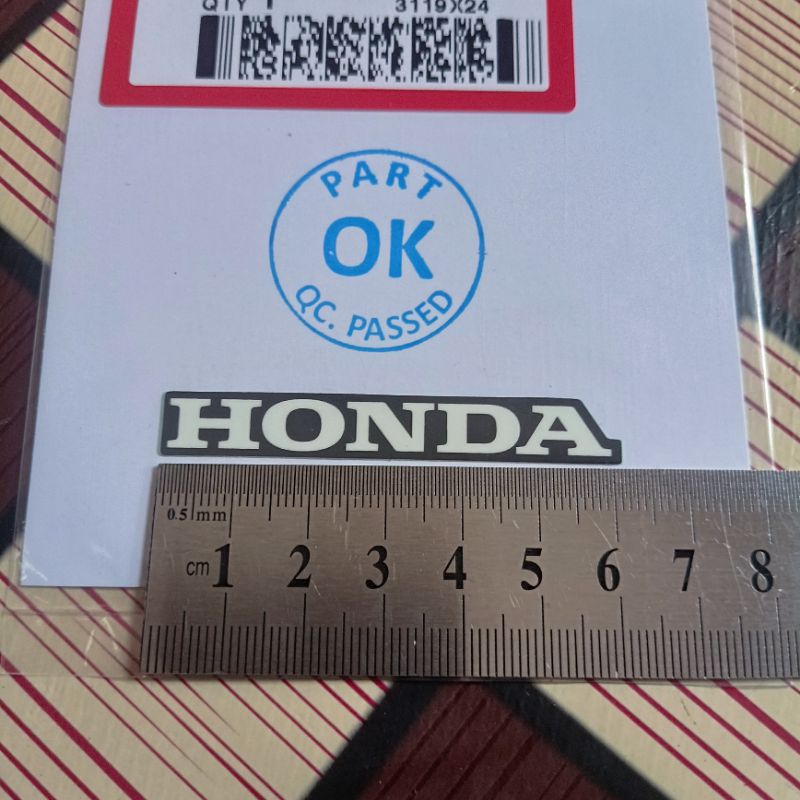 QTY 1 3119X24
PART
OK
QC. PASSED
HONDA
0.5 mm
cm 1 2 3 4 5 6 7 8